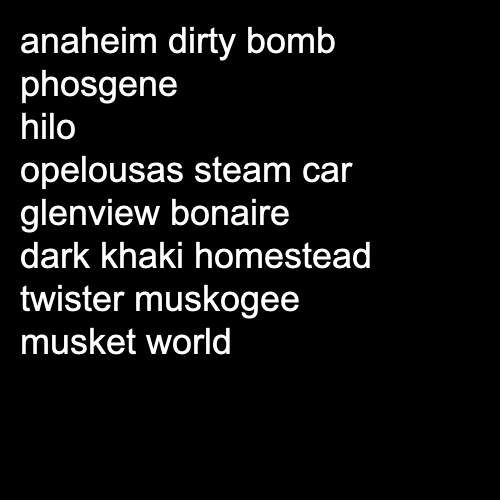 anaheim dirty bomb
phosgene
hilo
opelousas steam car
glenview bonaire
dark khaki homestead
twister muskogee
musket world